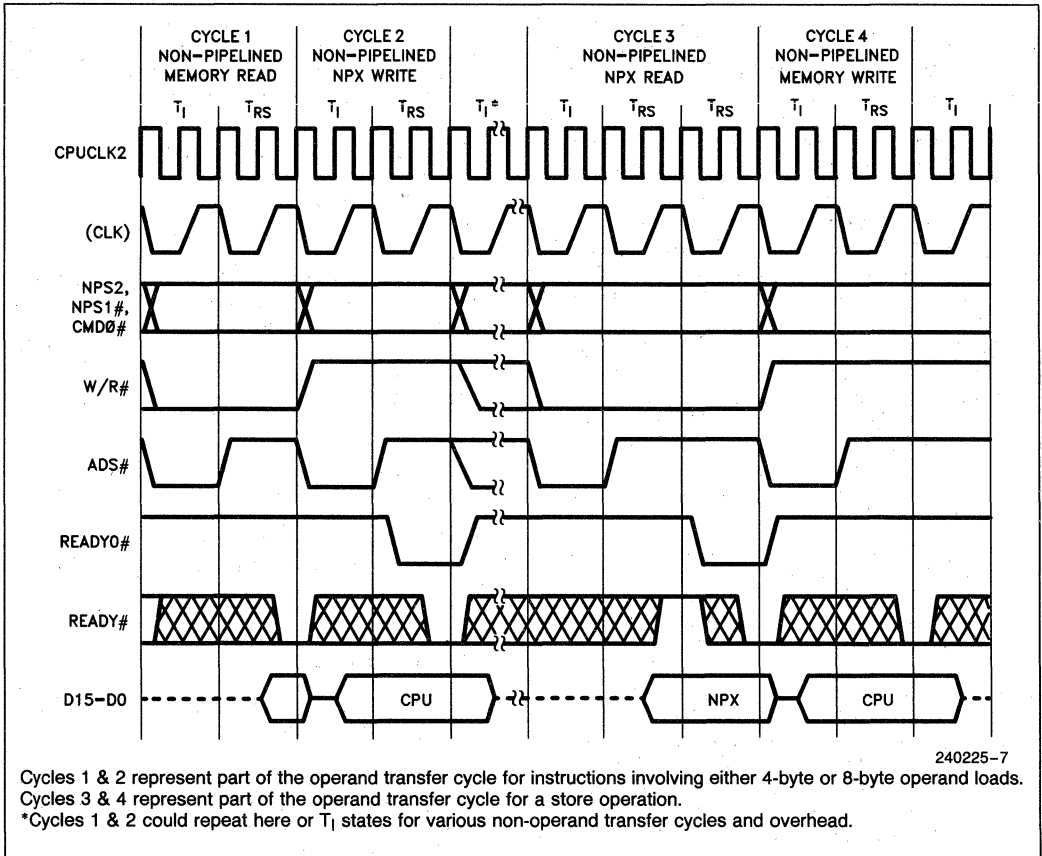 CYCLE 1
NON-PIPELINED
MEMORY READ
CYCLE 2
NON-PIPELINED
NPX WRITE
CYCLE 3
NON-PIPELINED
NPX READ
CYCLE 4
NON-PIPELINED
MEMORY WRITE
TI TRS TI TRS TI* TI TRS TRS TI TRS TI
CPUCLK2
(CLK)
NPS2,
NPS1#,
CMD0#
W/R#
ADS#
READYO#
READY#
D15-D0
CPU
NPX
CPU
240225-7
Cycles 1 & 2 represent part of the operand transfer cycle for instructions involving either 4-byte or 8-byte operand loads.
Cycles 3 & 4 represent part of the operand transfer cycle for a store operation.
*Cycles 1 & 2 could repeat here or TI states for various non-operand transfer cycles and overhead.